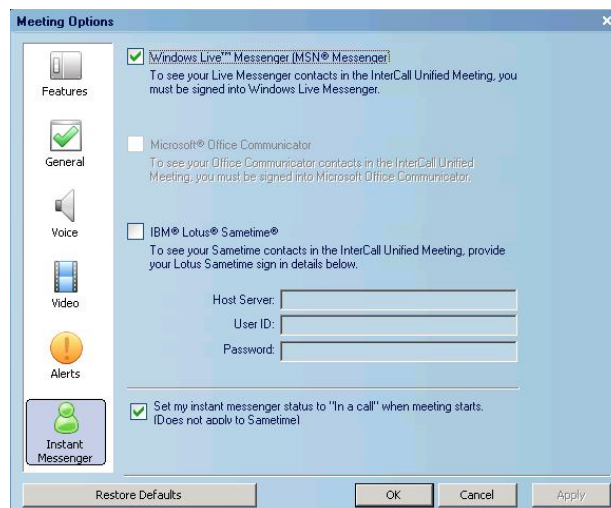 Meeting Options
Features
General
Voice
Video
Alerts
Instant
Messenger
Windows Live™ Messenger (MSN® Messenger)
To see your Live Messenger contacts in the InterCall Unified Meeting, you
must be signed into Windows Live Messenger.
Microsoft® Office Communicator
To see your Office Communicator contacts in the InterCall Unified
Meeting, you must be signed into Microsoft Office Communicator.
IBM® Lotus® Sametime®
To see your Sametime contacts in the InterCall Unified Meeting, provide
your Lotus Sametime sign in details below.
Host Server:
User ID:
Password:
Set my instant messenger status to "In a call" when meeting starts.
(Does not apply to Sametime)
Restore Defaults
OK
Cancel
Apply